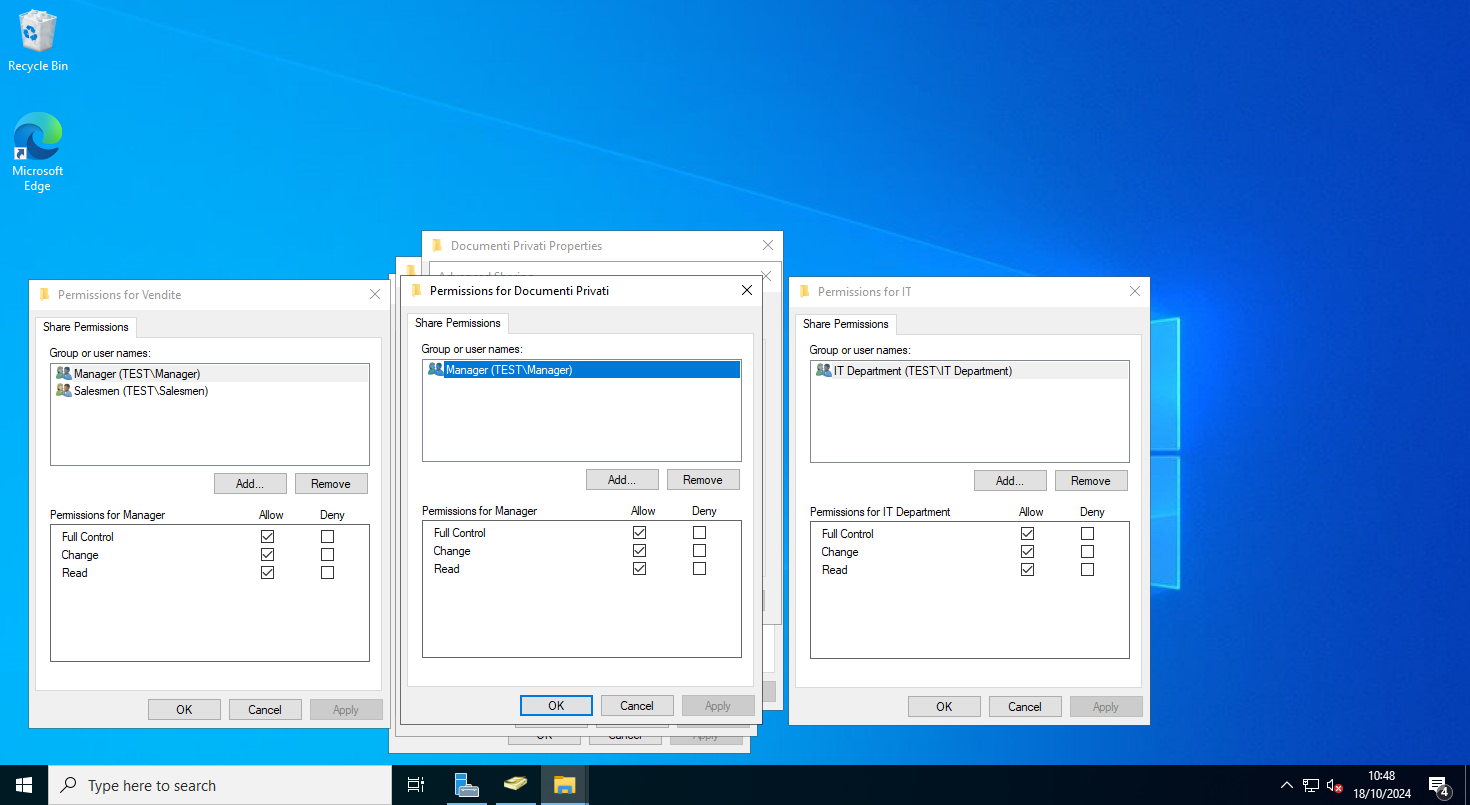 Recycle Bin
Microsoft
Edge
Documenti Privati Properties
Advanced Sharing
Permissions for Vendite
Share Permissions
Group or user names:
Manager (TEST\Manager)
Salesmen (TEST\Salesmen)
Add...
Remove
Permissions for Manager
Allow
Deny
Full Control
Change
Read
OK
Cancel
Apply
Permissions for Documenti Privati
Share Permissions
Group or user names:
Manager (TEST\Manager)
Add...
Remove
Permissions for Manager
Allow
Deny
Full Control
Change
Read
OK
Cancel
Apply
OK
Cancel
Apply
Permissions for IT
Share Permissions
Group or user names:
IT Department (TEST\IT Department)
Add...
Remove
Permissions for IT Department
Allow
Deny
Full Control
Change
Read
OK
Cancel
Apply
Type here to search
10:48
18/10/2024
4